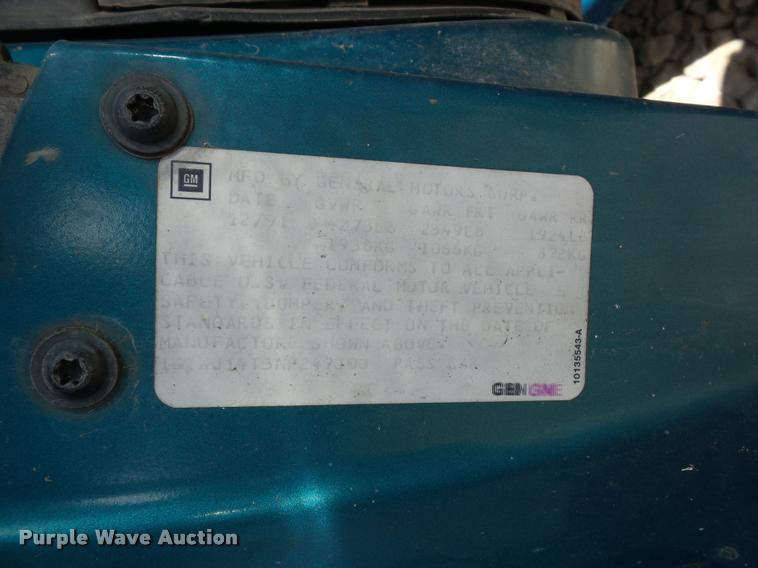 GM
MFD BY GENERAL MOTORS CORP.
DATE GVWR GAWR FRT GAWR RR
12/91 4273LB 2349LB 1924LB
1938KG 1066KG 872KG
THIS VEHICLE CONFORMS TO ALL APPLI-
CABLE U.S. FEDERAL MOTOR VEHICLE
SAFETY, BUMPER, AND THEFT PREVENTION
STANDARDS IN EFFECT ON THE DATE OF
MANUFACTURE SHOWN ABOVE.
PASS CAR
GEN GNE
10135543-A
Purple Wave Auction